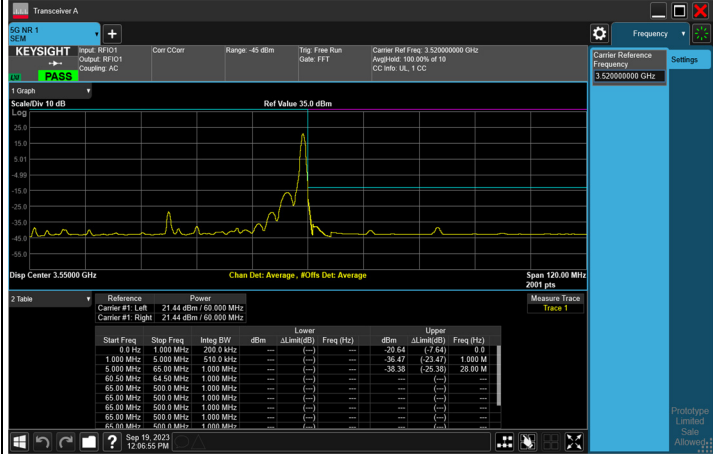 Transceiver A
5G NR 1
SEM
Frequency
KEYSIGHT
Input: RFIO1
Output: RFIO1
Coupling: AC
Corr CCorr
Range: -45 dBm
Trig: Free Run
Gate: FFT
Carrier Ref Freq: 3.520000000 GHz
Avg|Hold: 100.00% of 10
CC Info: UL, 1 CC
LV
PASS
Carrier Reference
Frequency
3.520000000 GHz
Settings
1 Graph
Scale/Div 10 dB
Ref Value 35.0 dBm
Log
25.0
15.0
5.01
-4.99
-15.0
-25.0
-35.0
-45.0
-55.0
Disp Center 3.55000 GHz
Chan Det: Average , #Offs Det: Average
Span 120.00 MHz
2001 pts
2 Table
Reference Power
Carrier #1: Left 21.44 dBm / 60.000 MHz
Carrier #1: Right 21.44 dBm / 60.000 MHz
Measure Trace
Trace 1
Lower Upper
Start Freq Stop Freq Integ BW dBm ΔLimit(dB) Freq (Hz) dBm ΔLimit(dB) Freq (Hz)
0.0 Hz 1.000 MHz 200.0 kHz --- (---) --- -20.64 (-7.64) 0.0
1.000 MHz 5.000 MHz 510.0 kHz --- (---) --- -36.47 (-23.47) 1.000 M
5.000 MHz 65.00 MHz 1.000 MHz --- (---) --- -38.38 (-25.38) 28.00 M
60.50 MHz 64.50 MHz 1.000 MHz --- (---) --- --- (---) ---
65.00 MHz 500.0 MHz 1.000 MHz --- (---) --- --- (---) ---
65.00 MHz 500.0 MHz 1.000 MHz --- (---) --- --- (---) ---
65.00 MHz 500.0 MHz 1.000 MHz --- (---) --- --- (---) ---
65.00 MHz 500.0 MHz 1.000 MHz --- (---) --- --- (---) ---
65.00 MHz 500.0 MHz 1.000 MHz --- (---) --- --- (---) ---
Prototype
Limited
Sale
Allowed
?
Sep 19, 2023
12:06:55 PM